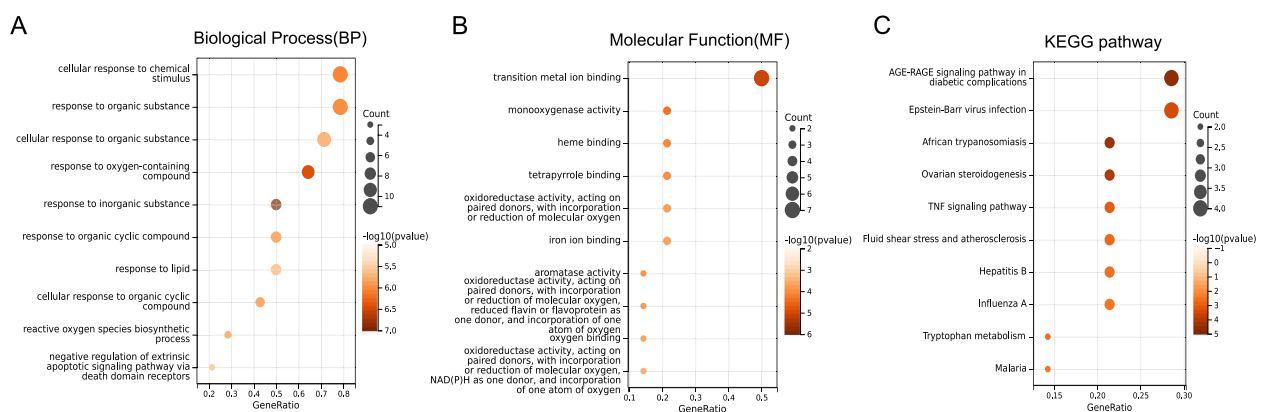 A
Biological Process(BP)
cellular response to chemical
stimulus
response to organic substance
cellular response to organic substance
response to oxygen-containing
compound
response to inorganic substance
response to organic cyclic compound
response to lipid
cellular response to organic cyclic
compound
reactive oxygen species biosynthetic
process
negative regulation of extrinsic
apoptotic signaling pathway via
death domain receptors
0.2 0.3 0.4 0.5 0.6 0.7 0.8
GeneRatio
Count
4
6
8
10
-log10(pvalue)
5.0
5.5
6.0
6.5
7.0
B
Molecular Function(MF)
transition metal ion binding
monooxygenase activity
heme binding
tetrapyrrole binding
oxidoreductase activity, acting on
paired donors, with incorporation
or reduction of molecular oxygen
iron ion binding
aromatase activity
oxidoreductase activity, acting on
paired donors, with incorporation
or reduction of molecular oxygen,
reduced flavin or flavoprotein as
one donor, and incorporation of one
atom of oxygen
oxygen binding
oxidoreductase activity, acting on
paired donors, with incorporation
or reduction of molecular oxygen,
NAD(P)H as one donor, and incorporation
of one atom of oxygen
0.1 0.2 0.3 0.4 0.5
GeneRatio
Count
2
3
4
5
6
7
-log10(pvalue)
2
3
4
5
6
C
KEGG pathway
AGE-RAGE signaling pathway in
diabetic complications
Epstein-Barr virus infection
African trypanosomiasis
Ovarian steroidogenesis
TNF signaling pathway
Fluid shear stress and atherosclerosis
Hepatitis B
Influenza A
Tryptophan metabolism
Malaria
0.15 0.20 0.25 0.30
GeneRatio
Count
2.0
2.5
3.0
3.5
4.0
-log10(pvalue)
−1
0
1
2
3
4
5